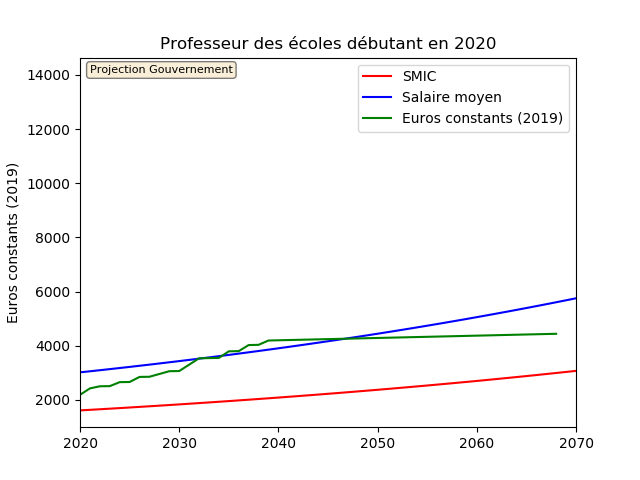 Professeur des écoles débutant en 2020
Projection Gouvernement
SMIC
Salaire moyen
Euros constants (2019)
Euros constants (2019)
14000
12000
10000
8000
6000
4000
2000
2020 2030 2040 2050 2060 2070